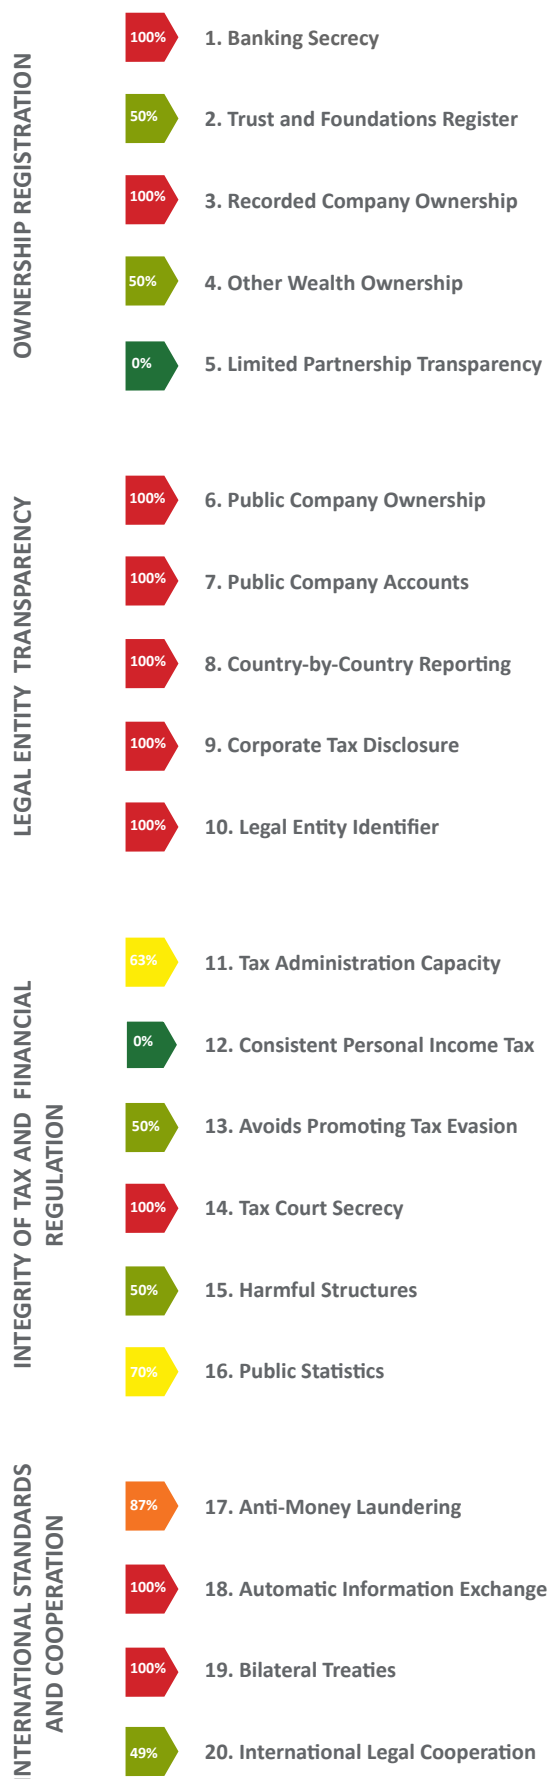 OWNERSHIP REGISTRATION
100% 1. Banking Secrecy
50% 2. Trust and Foundations Register
100% 3. Recorded Company Ownership
50% 4. Other Wealth Ownership
0% 5. Limited Partnership Transparency
LEGAL ENTITY TRANSPARENCY
100% 6. Public Company Ownership
100% 7. Public Company Accounts
100% 8. Country-by-Country Reporting
100% 9. Corporate Tax Disclosure
100% 10. Legal Entity Identifier
INTEGRITY OF TAX AND FINANCIAL
REGULATION
63% 11. Tax Administration Capacity
0% 12. Consistent Personal Income Tax
50% 13. Avoids Promoting Tax Evasion
100% 14. Tax Court Secrecy
50% 15. Harmful Structures
70% 16. Public Statistics
INTERNATIONAL STANDARDS
AND COOPERATION
87% 17. Anti-Money Laundering
100% 18. Automatic Information Exchange
100% 19. Bilateral Treaties
49% 20. International Legal Cooperation